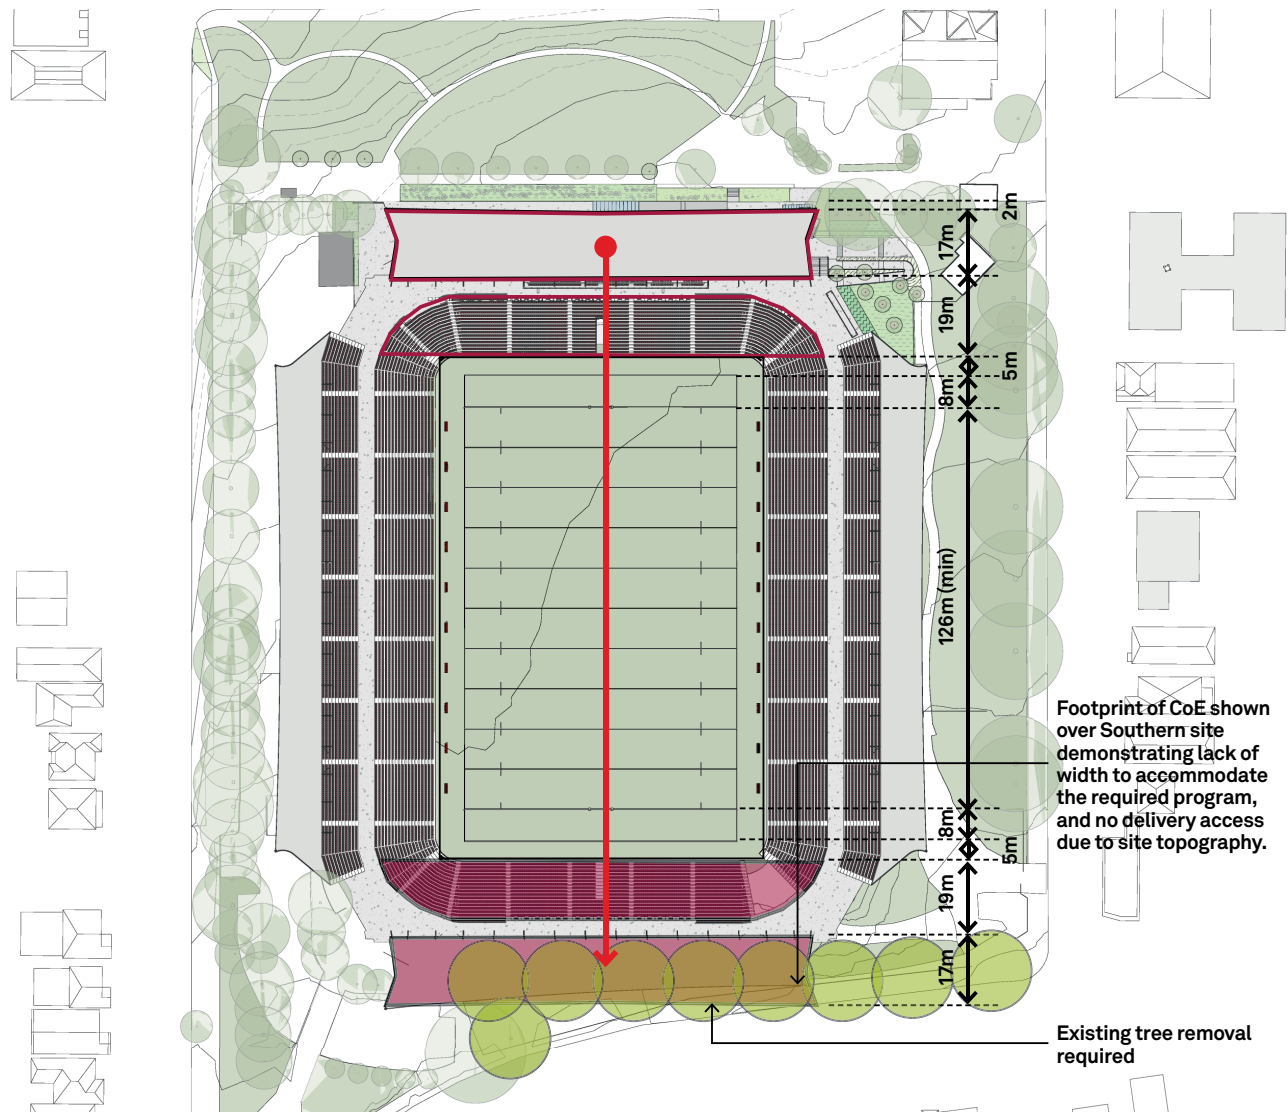 2m
17m
19m
5m
8m
126m (min)
Footprint of CoE shown
over Southern site
demonstrating lack of
width to accommodate
the required program,
and no delivery access
due to site topography.
8m
5m
19m
17m
Existing tree removal
required